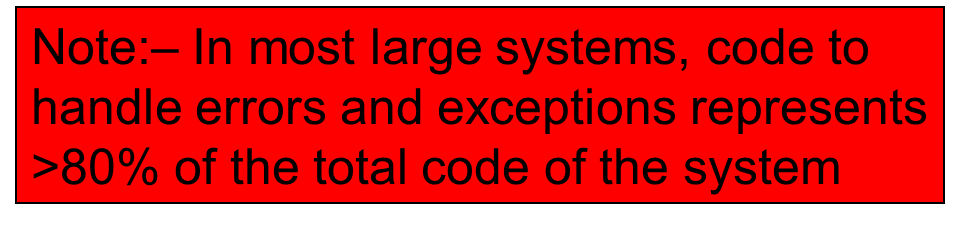 Note:– In most large systems, code to
handle errors and exceptions represents
>80% of the total code of the system